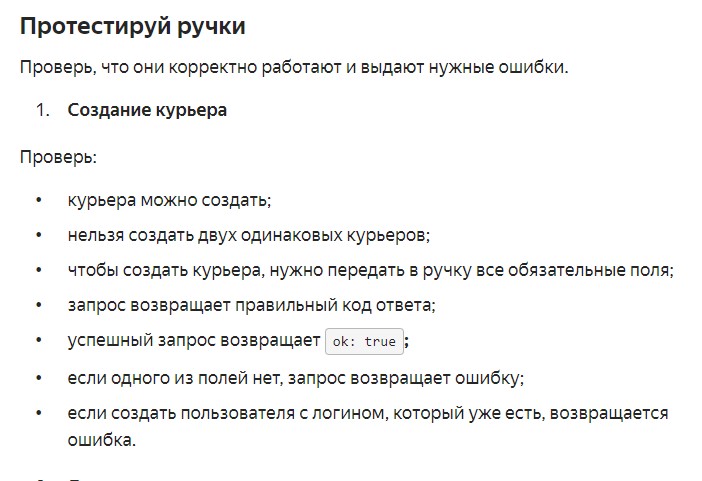 Протестируй ручки
Проверь, что они корректно работают и выдают нужные ошибки.
1. Создание курьера
Проверь:
• курьера можно создать;
• нельзя создать двух одинаковых курьеров;
• чтобы создать курьера, нужно передать в ручку все обязательные поля;
• запрос возвращает правильный код ответа;
• успешный запрос возвращает ok: true;
• если одного из полей нет, запрос возвращает ошибку;
• если создать пользователя с логином, который уже есть, возвращается
ошибка.